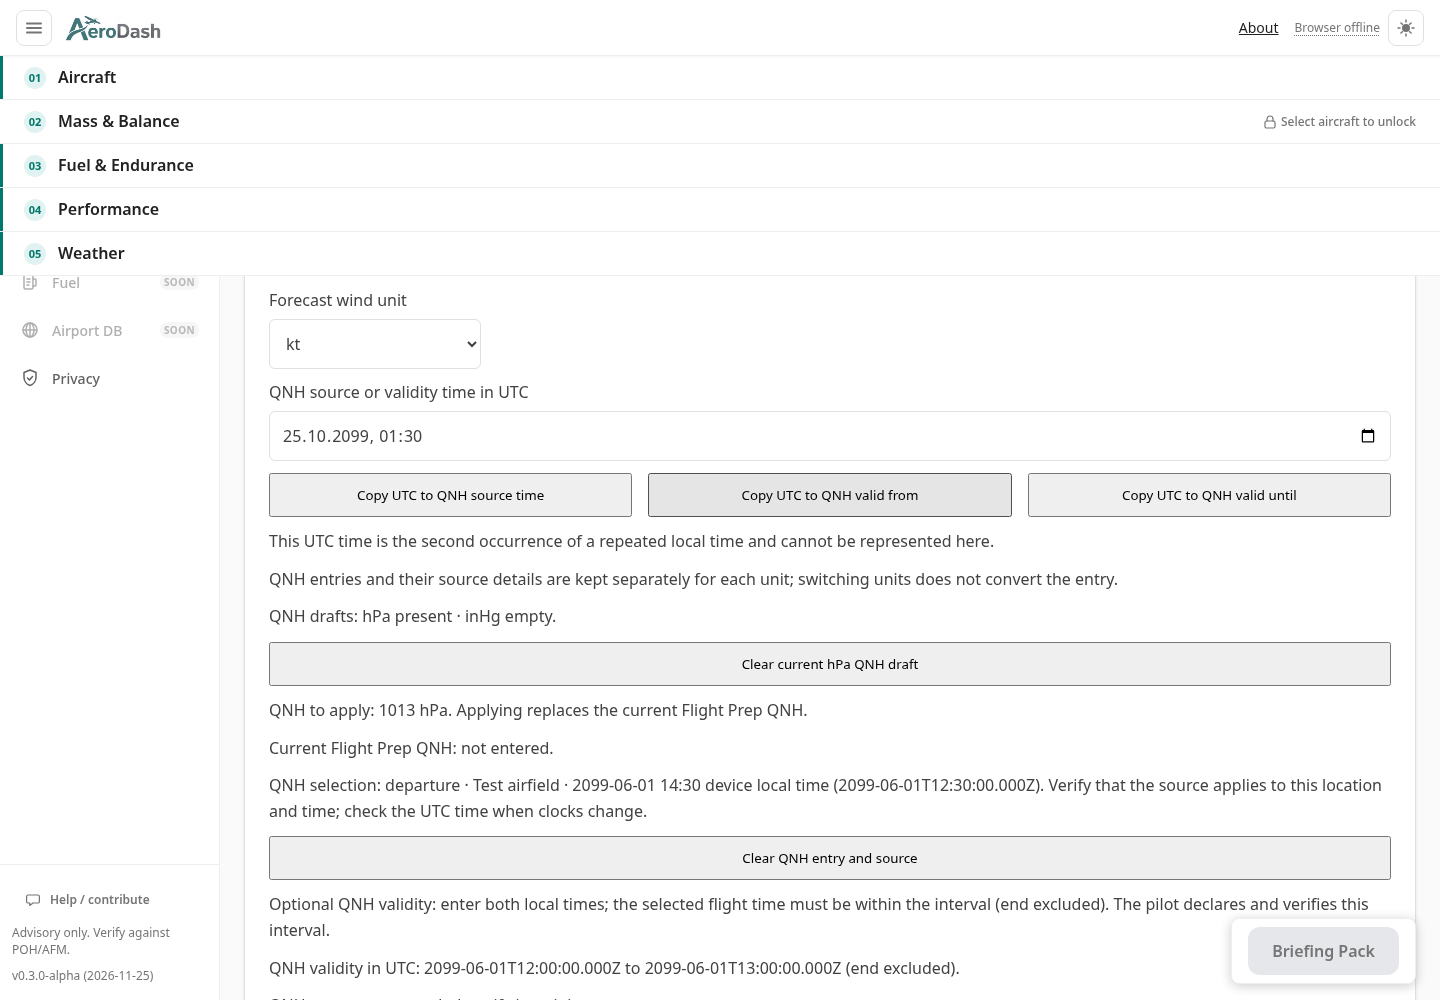 AeroDash
About
Browser offline
01 Aircraft
02 Mass & Balance
Select aircraft to unlock
03 Fuel & Endurance
04 Performance
05 Weather
Fuel SOON
Airport DB SOON
Privacy
Forecast wind unit
kt
QNH source or validity time in UTC
25.10.2099, 01:30
Copy UTC to QNH source time
Copy UTC to QNH valid from
Copy UTC to QNH valid until
This UTC time is the second occurrence of a repeated local time and cannot be represented here.
QNH entries and their source details are kept separately for each unit; switching units does not convert the entry.
QNH drafts: hPa present · inHg empty.
Clear current hPa QNH draft
QNH to apply: 1013 hPa. Applying replaces the current Flight Prep QNH.
Current Flight Prep QNH: not entered.
QNH selection: departure · Test airfield · 2099-06-01 14:30 device local time (2099-06-01T12:30:00.000Z). Verify that the source applies to this location
and time; check the UTC time when clocks change.
Clear QNH entry and source
Optional QNH validity: enter both local times; the selected flight time must be within the interval (end excluded). The pilot declares and verifies this
interval.
QNH validity in UTC: 2099-06-01T12:00:00.000Z to 2099-06-01T13:00:00.000Z (end excluded).
Help / contribute
Advisory only. Verify against
POH/AFM.
v0.3.0-alpha (2026-11-25)
Briefing Pack